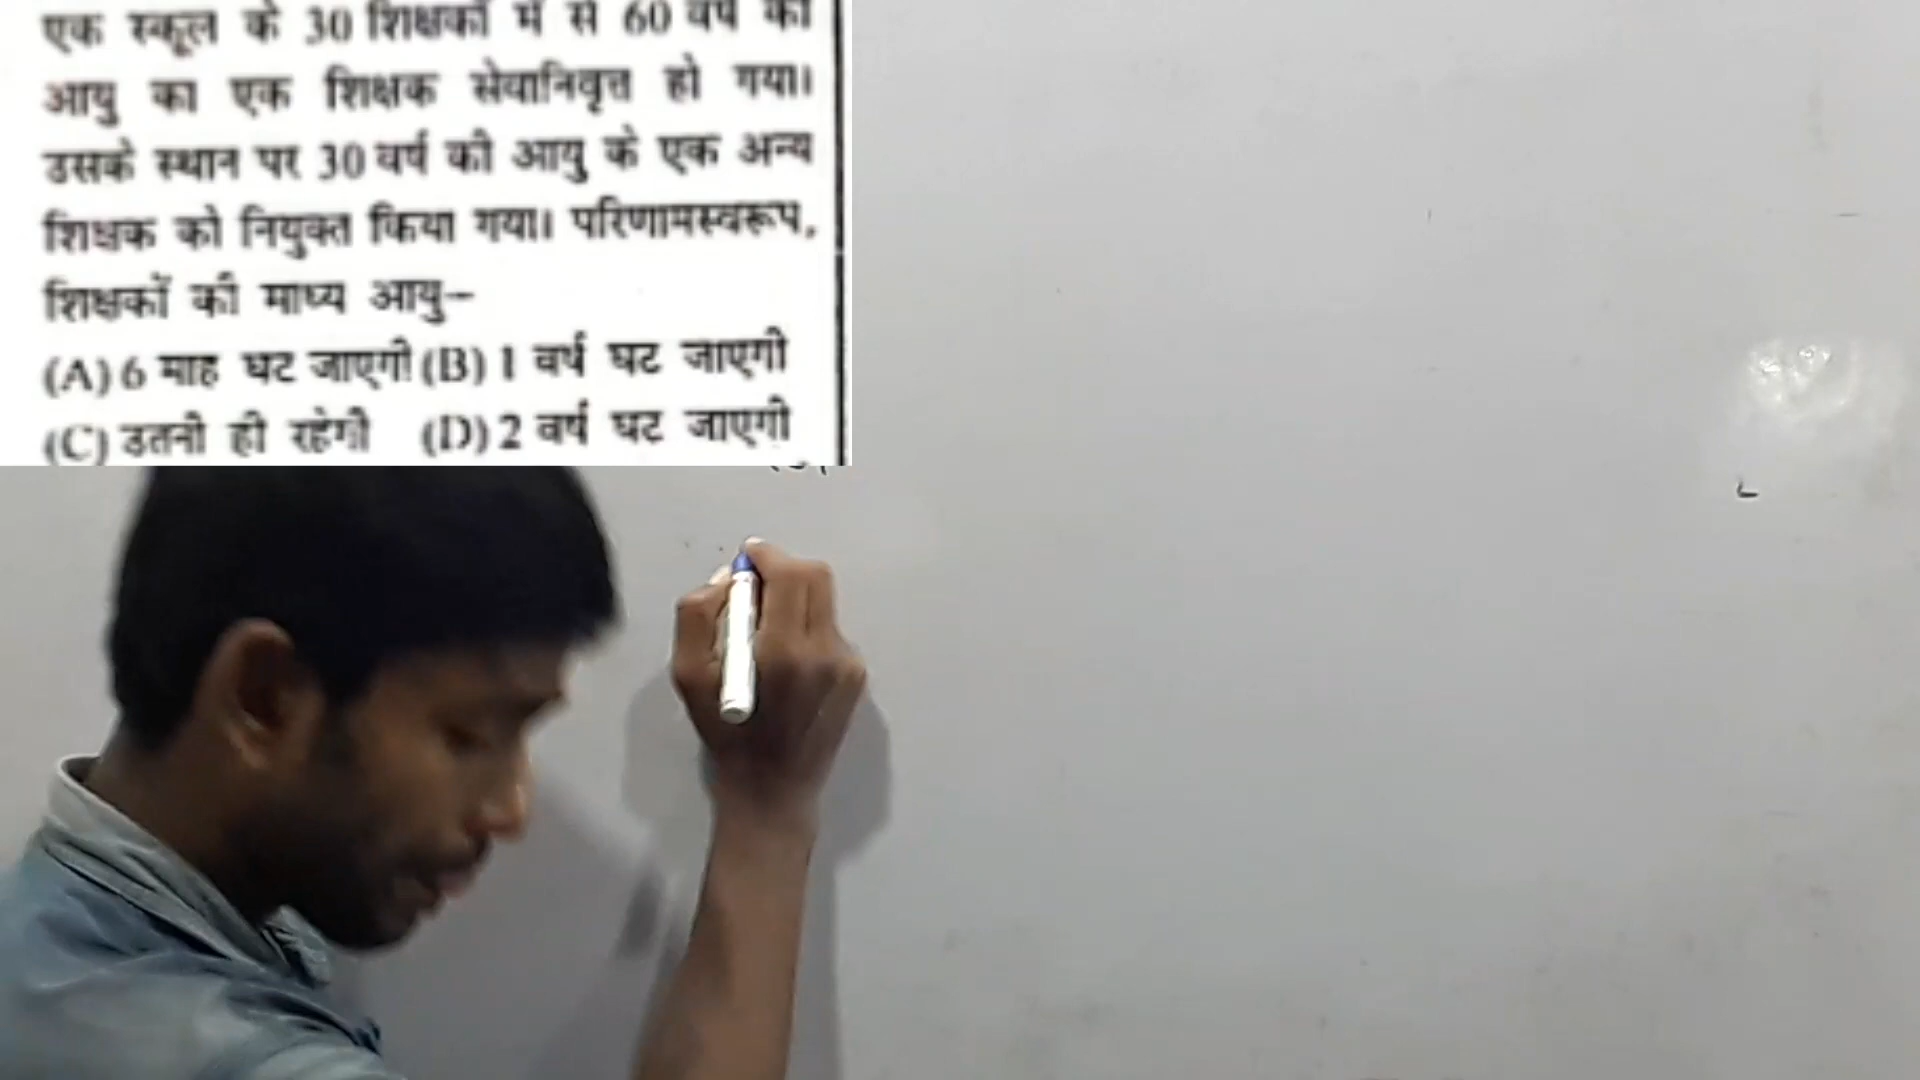 एक स्कूल के 30 शिक्षकों में से 60 वर्ष की
आयु का एक शिक्षक सेवानिवृत्त हो गया।
उसके स्थान पर 30 वर्ष की आयु के एक अन्य
शिक्षक को नियुक्त किया गया। परिणामस्वरूप,
शिक्षकों की माध्य आयु–
(A) 6 माह घट जाएगी (B) 1 वर्ष घट जाएगी
(C) उतनी ही रहेगी (D) 2 वर्ष घट जाएगी